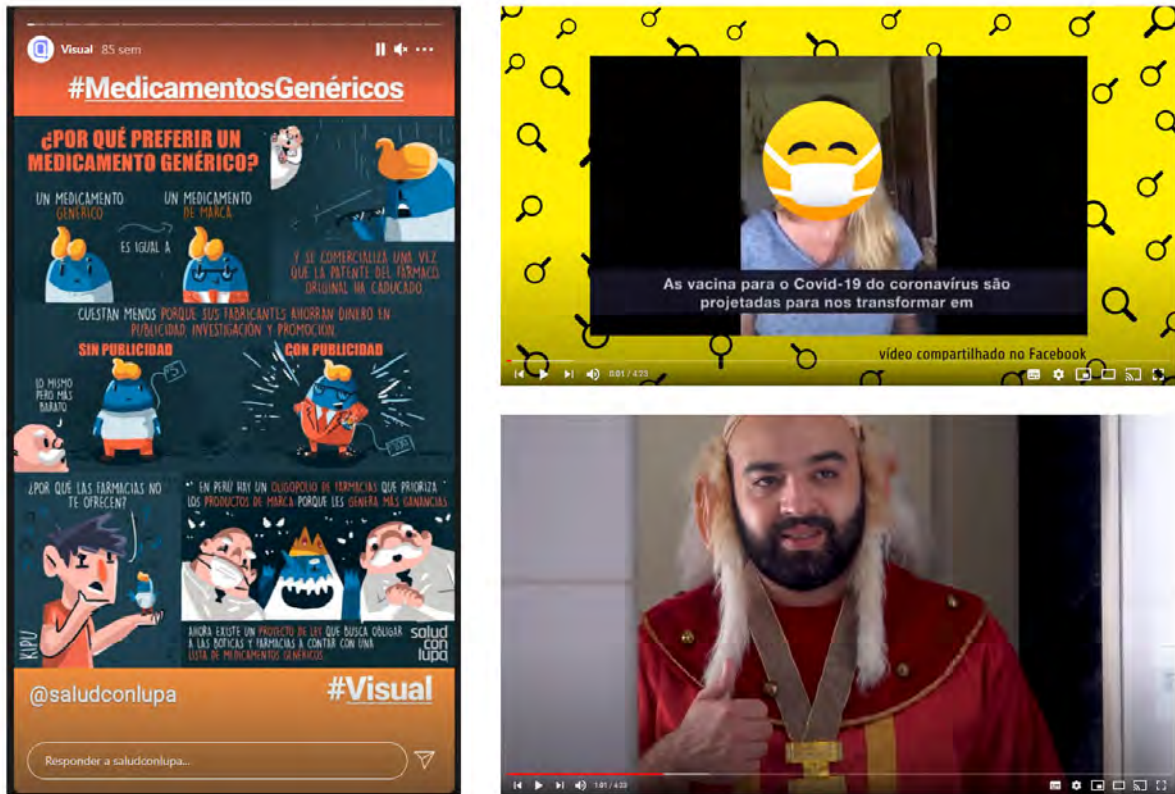 Visual 85 sem
#MedicamentosGenéricos
¿POR QUÉ PREFERIR UN
MEDICAMENTO GENÉRICO?
UN MEDICAMENTO
GENÉRICO
ES IGUAL A
UN MEDICAMENTO
DE MARCA
Y SE COMERCIALIZA UNA VEZ
QUE LA PATENTE DEL FÁRMACO
ORIGINAL HA CADUCADO.
CUESTAN MENOS PORQUE SUS FABRICANTES AHORRAN DINERO EN
PUBLICIDAD, INVESTIGACIÓN Y PROMOCIÓN.
SIN PUBLICIDAD
CON PUBLICIDAD
LO MISMO
PERO MÁS
BARATO
¿POR QUÉ LAS FARMACIAS NO
TE OFRECEN?
EN PERÚ HAY UN OLIGOPOLIO DE FARMACIAS QUE PRIORIZA
LOS PRODUCTOS DE MARCA PORQUE LES GENERA MÁS GANANCIAS
KIPU
AHORA EXISTE UN PROYECTO DE LEY QUE BUSCA OBLIGAR
A LAS BOTICAS Y FARMACIAS A CONTAR CON UNA
LISTA DE MEDICAMENTOS GENÉRICOS.
salud
con
lupa
@saludconlupa
#Visual
Responder a saludconlupa...
As vacina para o Covid-19 do coronavírus são
projetadas para nos transformar em
vídeo compartilhado no Facebook
0:01 / 4:23
1:01 / 4:23